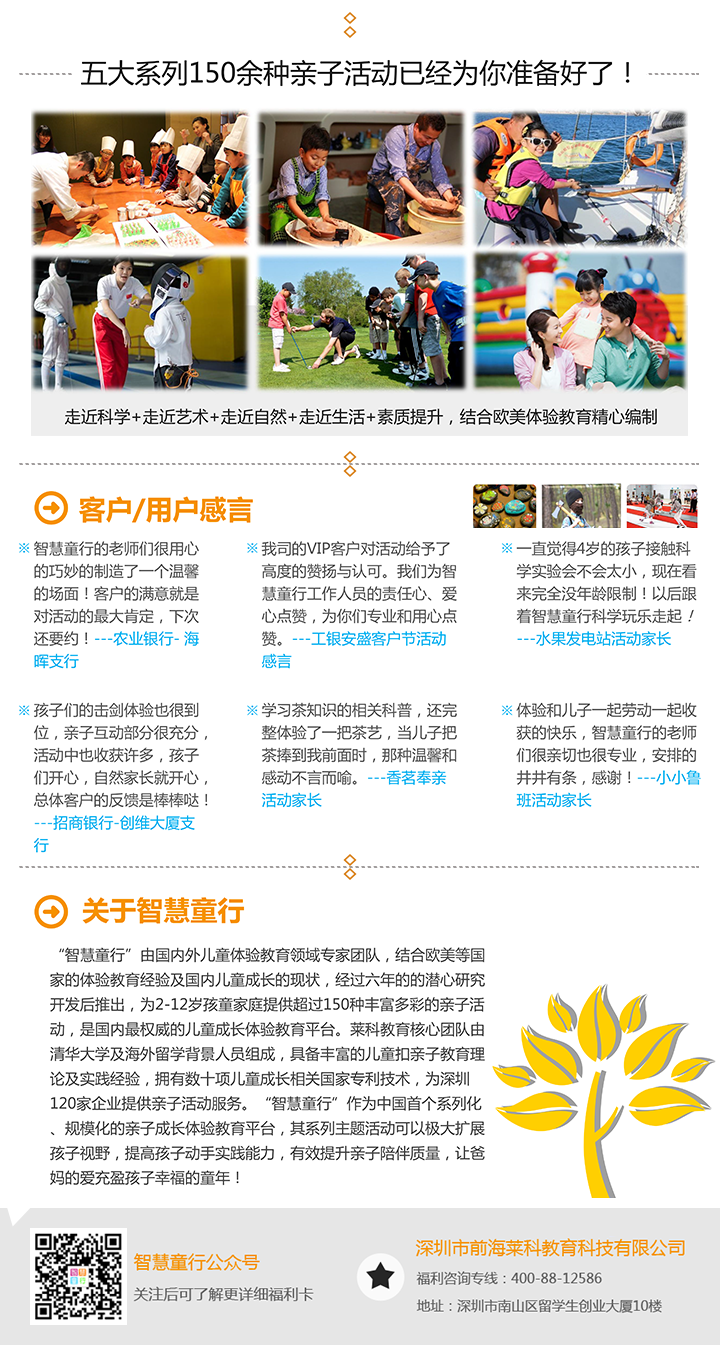 五大系列150余种亲子活动已经为你准备好了！
走近科学+走近艺术+走近自然+走近生活+素质提升，结合欧美体验教育精心编制
客户/用户感言
※ 智慧童行的老师们很用心
的巧妙的制造了一个温馨
的场面！客户的满意就是
对活动的最大肯定，下次
还要约！---农业银行- 海
晖支行
※ 我司的VIP客户对活动给予了
高度的赞扬与认可。我们为智
慧童行工作人员的责任心、爱
心点赞，为你们专业和用心点
赞。---工银安盛客户节活动
感言
※ 一直觉得4岁的孩子接触科
学实验会不会太小，现在看
来完全没年龄限制！以后跟
着智慧童行科学玩乐走起！
---水果发电站活动家长
※ 孩子们的击剑体验也很到
位，亲子互动部分很充分，
活动中也收获许多，孩子
们开心，自然家长就开心，
总体客户的反馈是棒棒哒！
---招商银行-创维大厦支
行
※ 学习茶知识的相关科普，还完
整体验了一把茶艺，当儿子把
茶捧到我前面时，那种温馨和
感动不言而喻。---香茗奉亲
活动家长
※ 体验和儿子一起劳动一起收
获的快乐，智慧童行的老师
们很亲切也很专业，安排的
井井有条，感谢！---小小鲁
班活动家长
关于智慧童行
“智慧童行”由国内外儿童体验教育领域专家团队，结合欧美等国
家的体验教育经验及国内儿童成长的现状，经过六年的的潜心研究
开发后推出，为2-12岁孩童家庭提供超过150种丰富多彩的亲子活
动，是国内最权威的儿童成长体验教育平台。莱科教育核心团队由
清华大学及海外留学背景人员组成，具备丰富的儿童扣亲子教育理
论及实践经验，拥有数十项儿童成长相关国家专利技术，为深圳
120家企业提供亲子活动服务。“智慧童行”作为中国首个系列化
、规模化的亲子成长体验教育平台，其系列主题活动可以极大扩展
孩子视野，提高孩子动手实践能力，有效提升亲子陪伴质量，让爸
妈的爱充盈孩子幸福的童年！
智慧童行公众号
关注后可了解更详细福利卡
深圳市前海莱科教育科技有限公司
福利咨询专线：400-88-12586
地址：深圳市南山区留学生创业大厦10楼